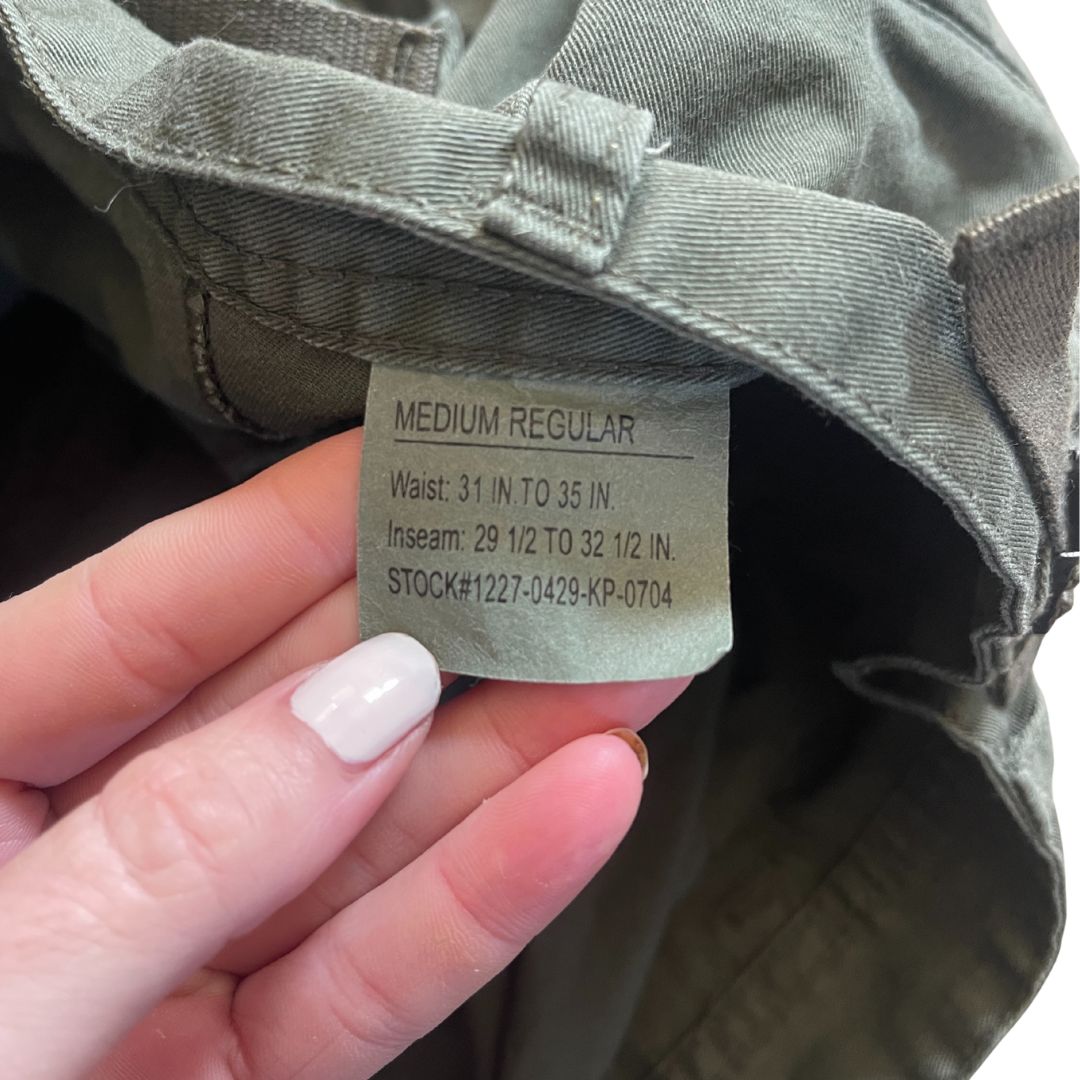 MEDIUM REGULAR
Waist: 31 IN.TO 35 IN.
Inseam: 29 1/2 TO 32 1/2 IN.
STOCK#1227-0429-KP-0704